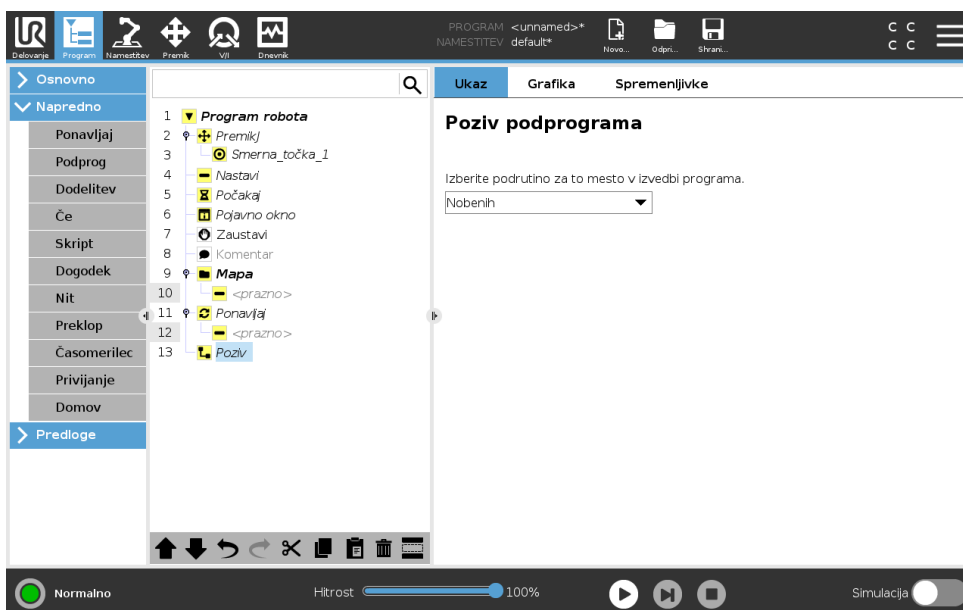 PROGRAM <unnamed>*
NAMESTITEV default*
Delovanje Program Namestitev Premik V/I Dnevnik Novo... Odpri... Shrani...
C C
C C
Osnovno
Napredno
Ponavljaj
Podprog
Dodelitev
Če
Skript
Dogodek
Nit
Preklop
Časomerilec
Privijanje
Domov
Predloge
1 Program robota
2 PremikJ
3 Smerna_točka_1
4 Nastavi
5 Počakaj
6 Pojavno okno
7 Zaustavi
8 Komentar
9 Mapa
10 <prazno>
11 Ponavljaj
12 <prazno>
13 Poziv
Ukaz Grafika Spremenljivke
Poziv podprograma
Izberite podrutino za to mesto v izvedbi programa.
Nobenih
Normalno
Hitrost 100%
Simulacija